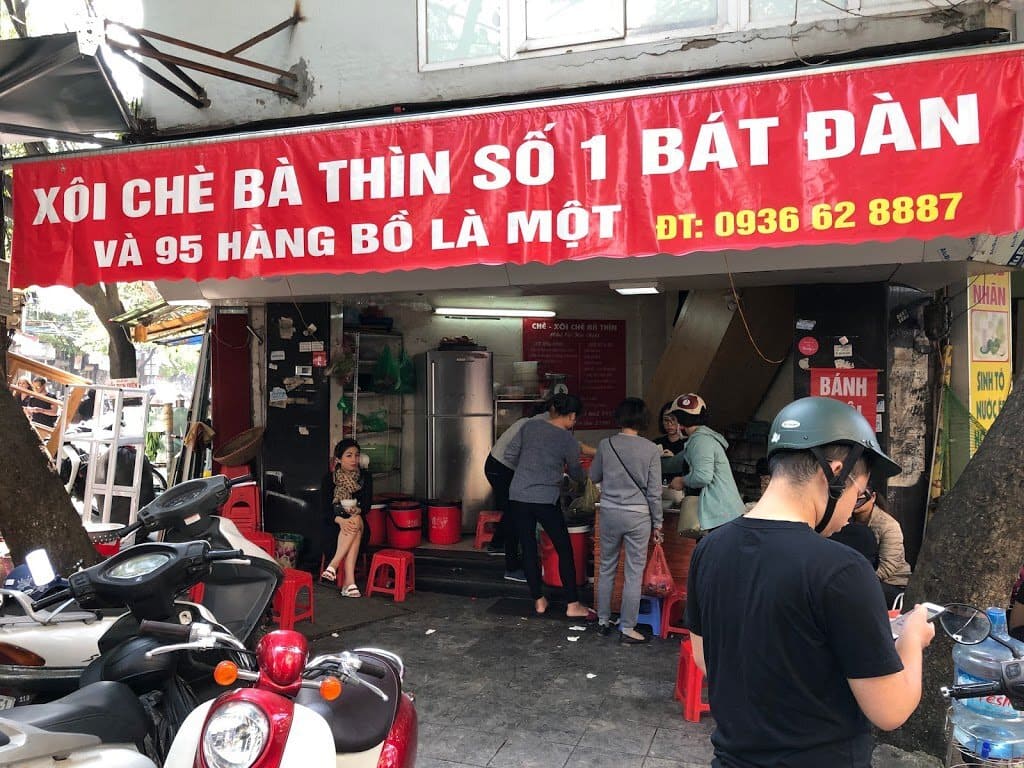 XÔI CHÈ BÀ THÌN SỐ 1 BÁT ĐÀN
VÀ 95 HÀNG BỒ LÀ MỘT ĐT: 0936 62 8887
CHÈ - XÔI CHÈ BÀ THÌN
BÁNH
NHÃN
SINH TỐ
NƯỚC